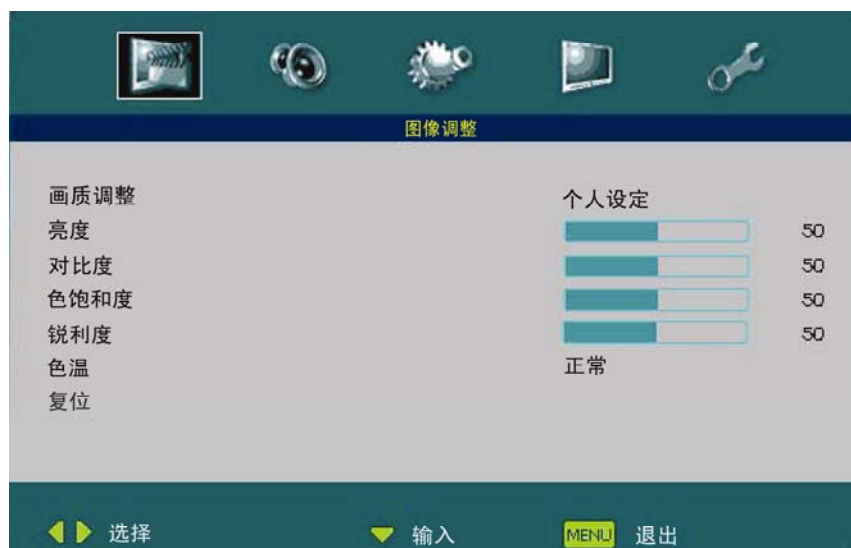 图像调整
画质调整 个人设定
亮度 50
对比度 50
色饱和度 50
锐利度 50
色温 正常
复位
选择 输入 MENU 退出